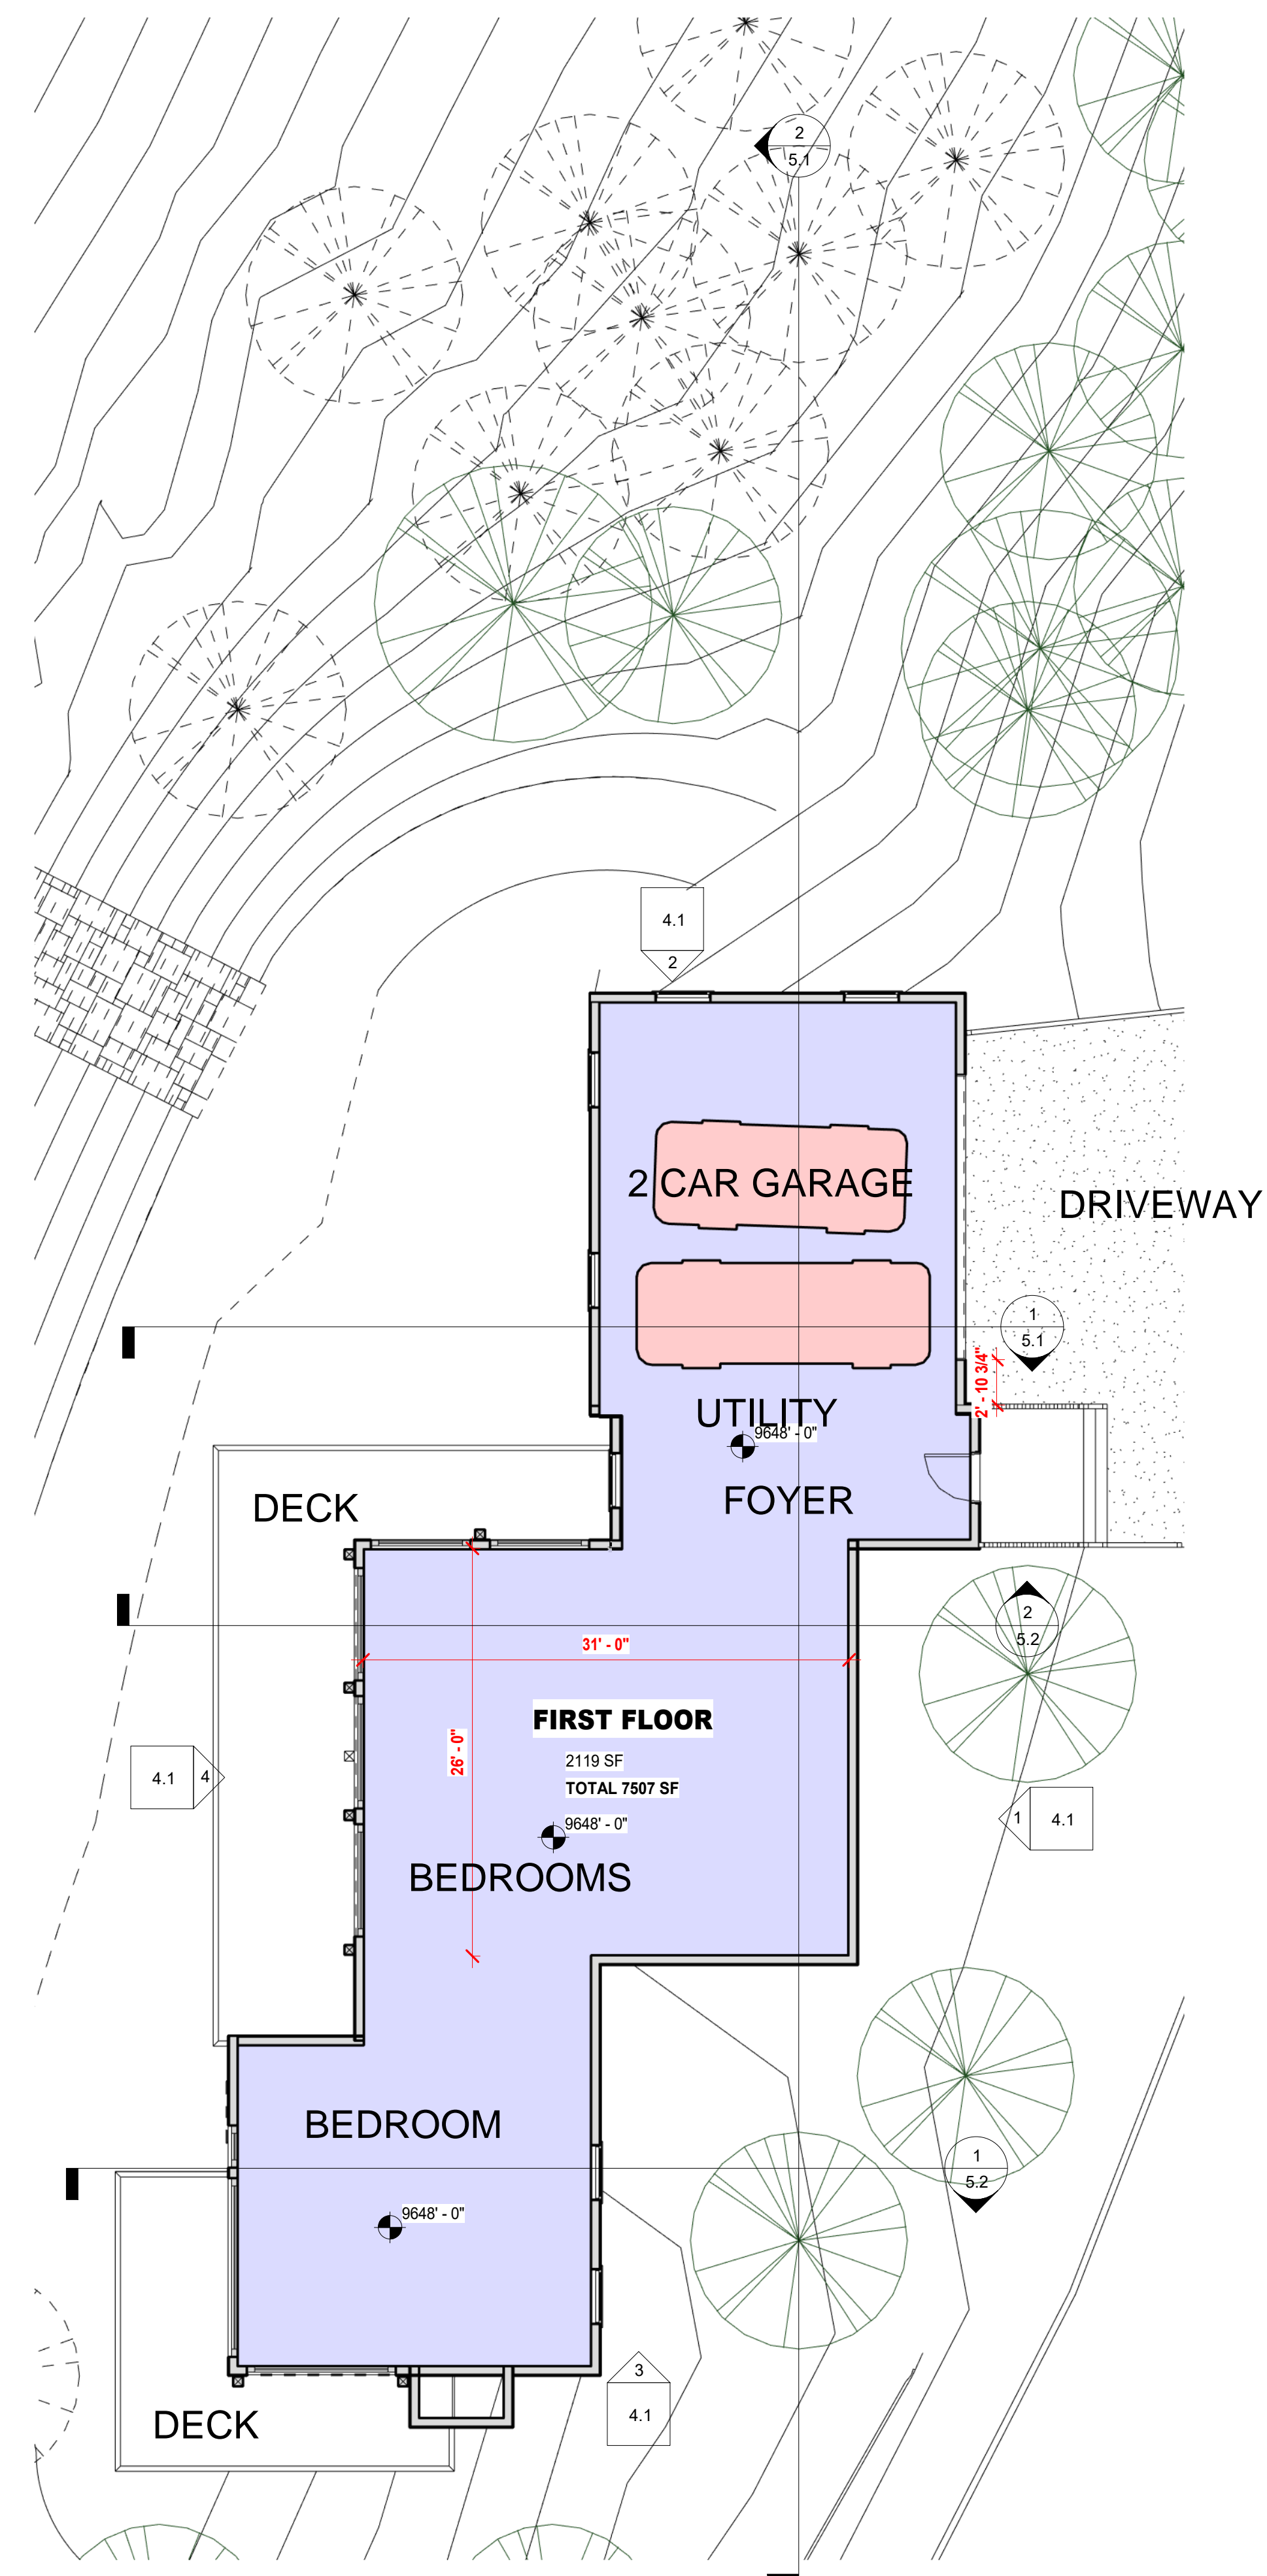 2
5.1
4.1
2
2 CAR GARAGE
DRIVEWAY
1
5.1
2' - 10 3/4"
UTILITY
9648' - 0"
FOYER
DECK
2
5.2
31' - 0"
FIRST FLOOR
26' - 0"
2119 SF
TOTAL 7507 SF
4.1
4
1
4.1
9648' - 0"
BEDROOMS
BEDROOM
1
5.2
9648' - 0"
3
4.1
DECK